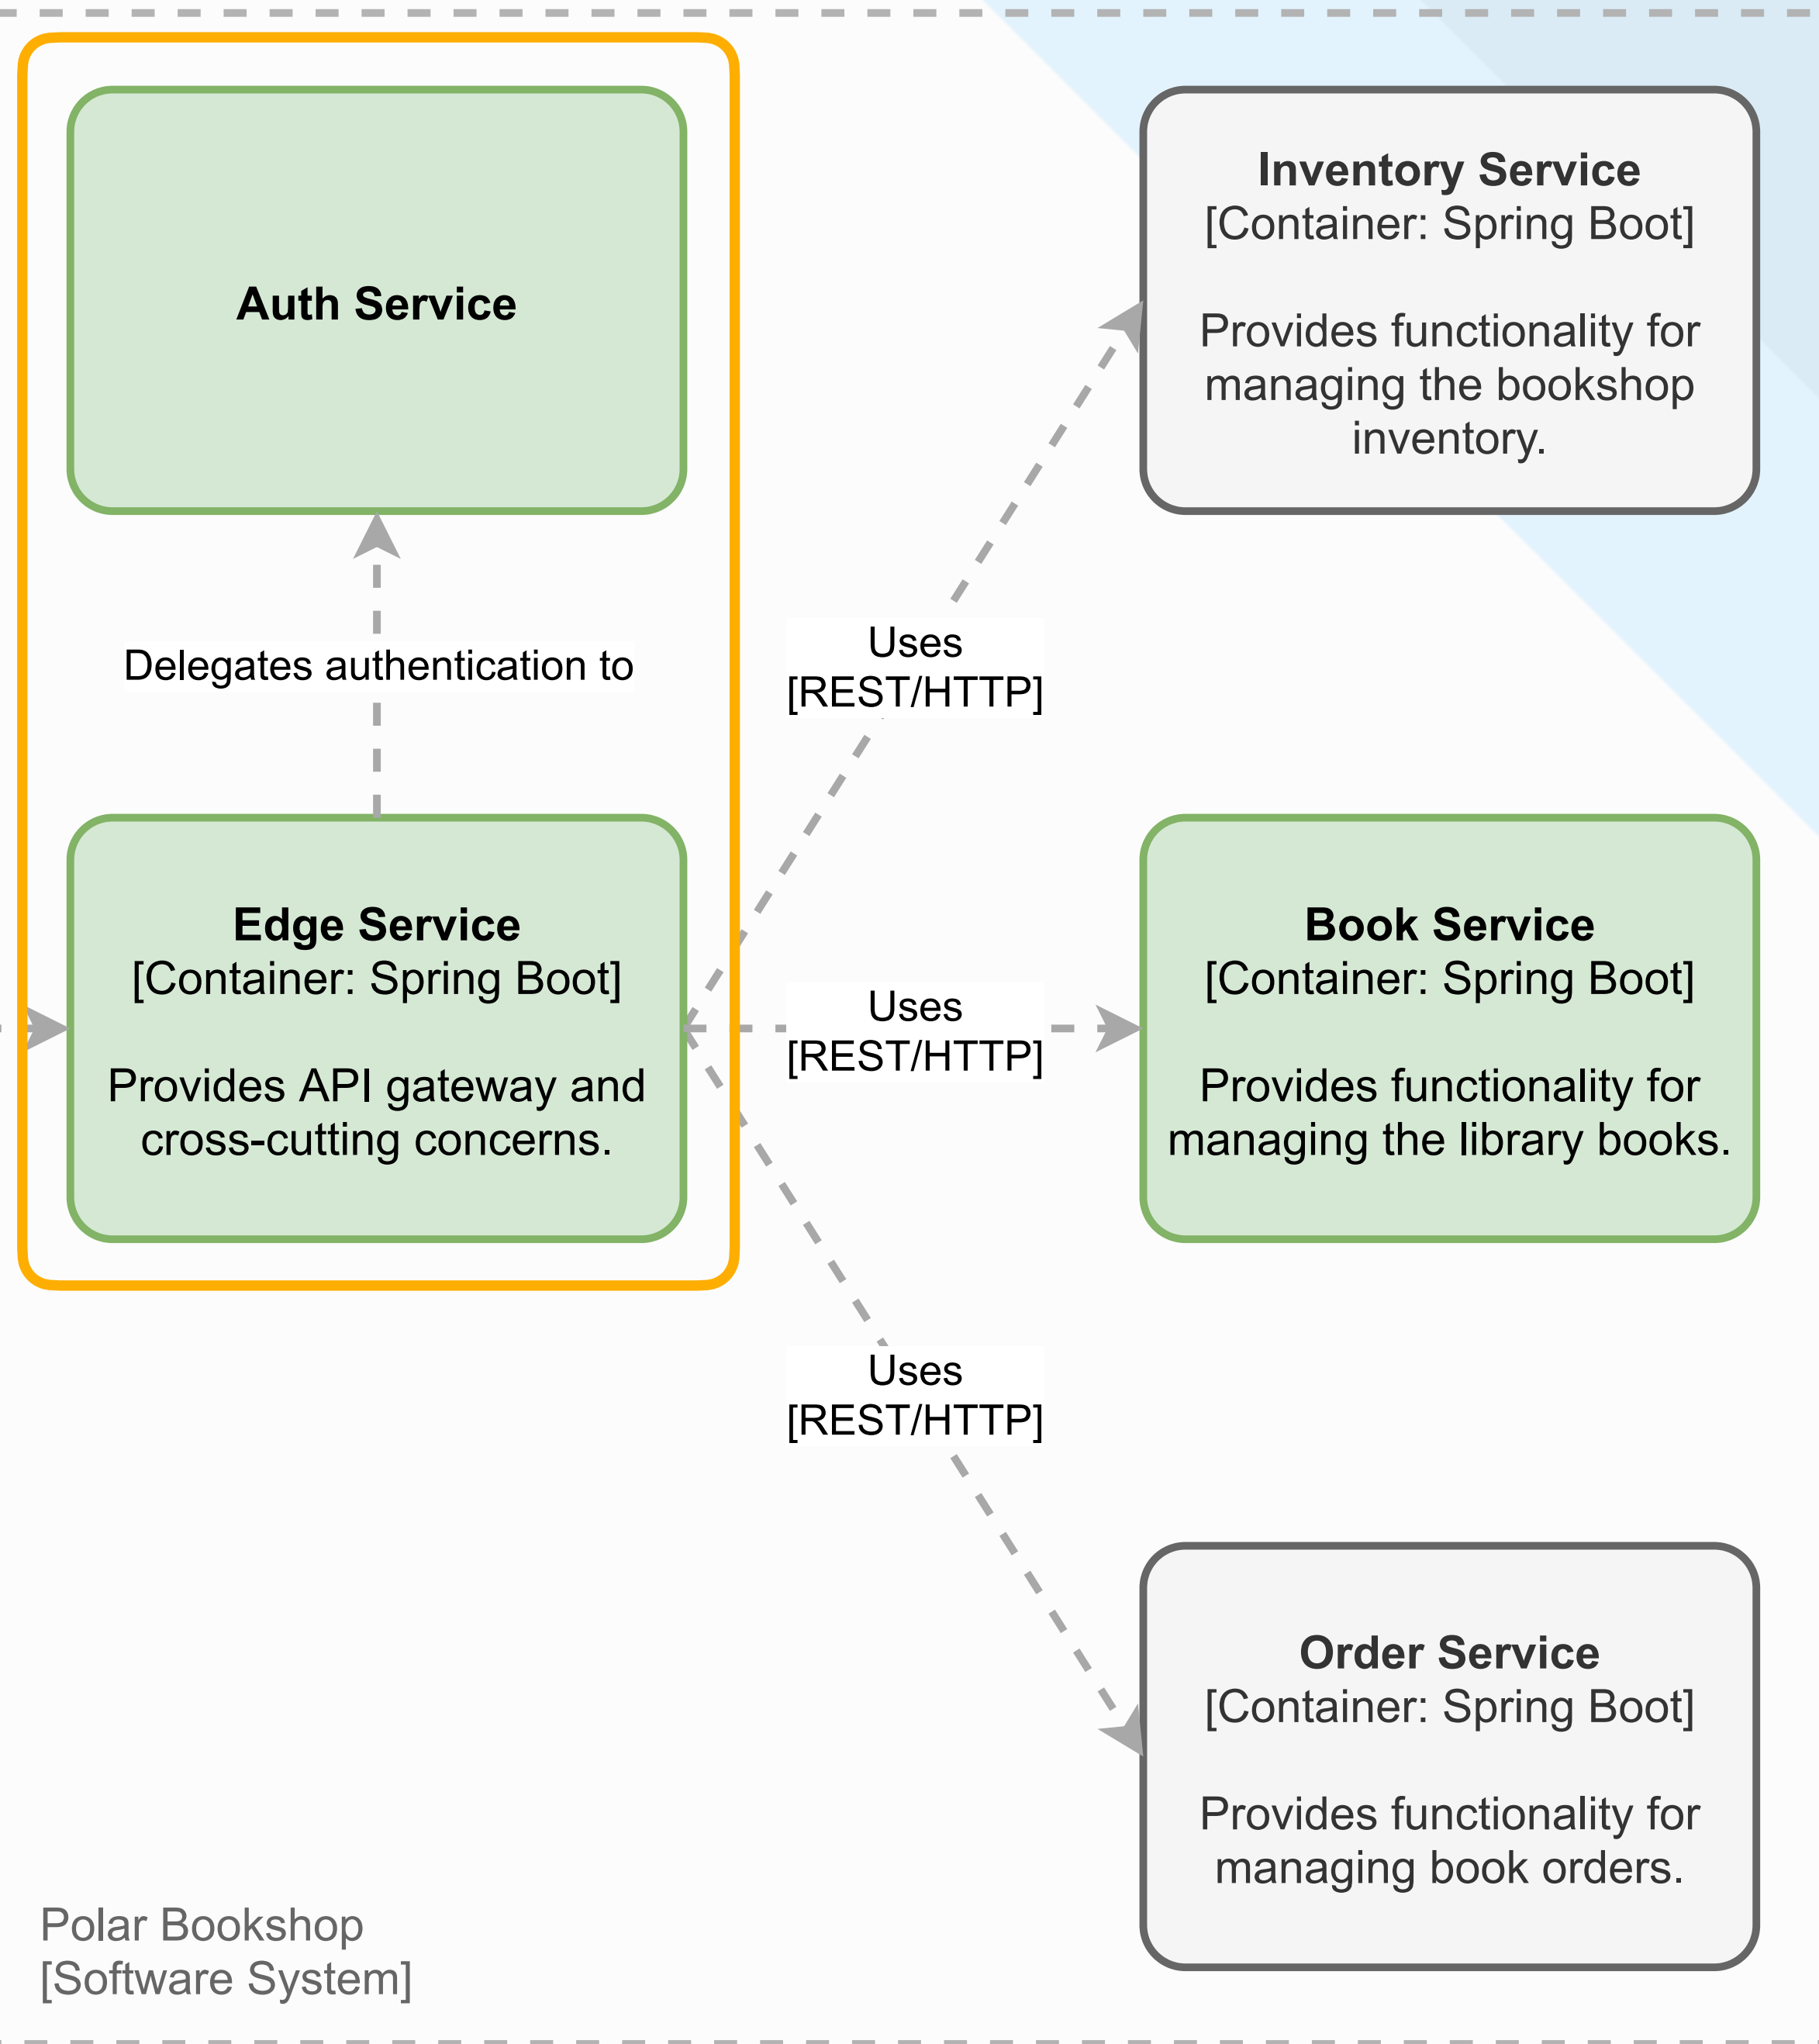 Auth Service
Delegates authentication to
Edge Service
[Container: Spring Boot]
Provides API gateway and
cross-cutting concerns.
Uses
[REST/HTTP]
Uses
[REST/HTTP]
Uses
[REST/HTTP]
Inventory Service
[Container: Spring Boot]
Provides functionality for
managing the bookshop
inventory.
Book Service
[Container: Spring Boot]
Provides functionality for
managing the library books.
Order Service
[Container: Spring Boot]
Provides functionality for
managing book orders.
Polar Bookshop
[Software System]